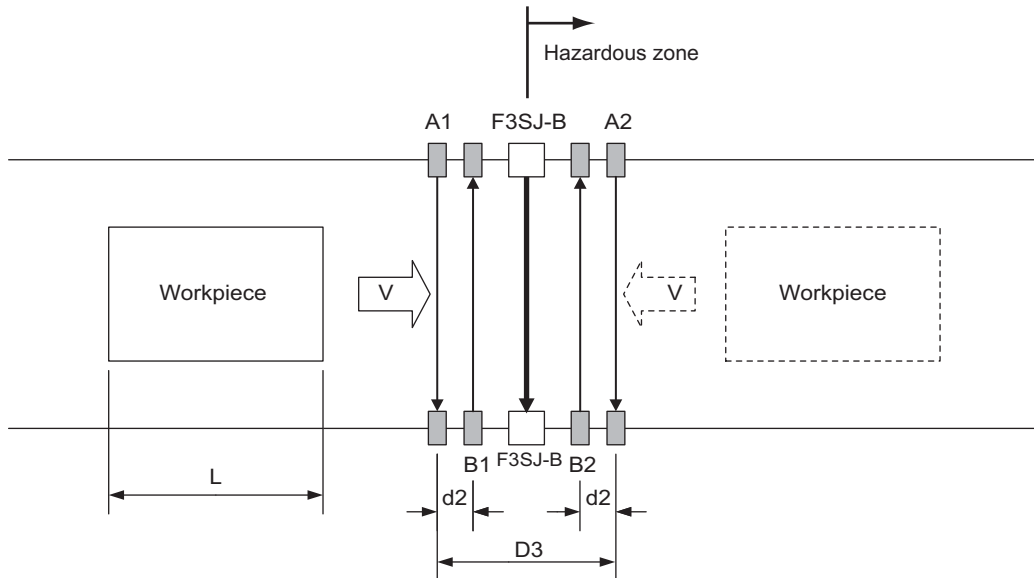 Hazardous zone
A1 F3SJ-B A2
Workpiece V V Workpiece
B1 F3SJ-B B2
L d2 d2
D3